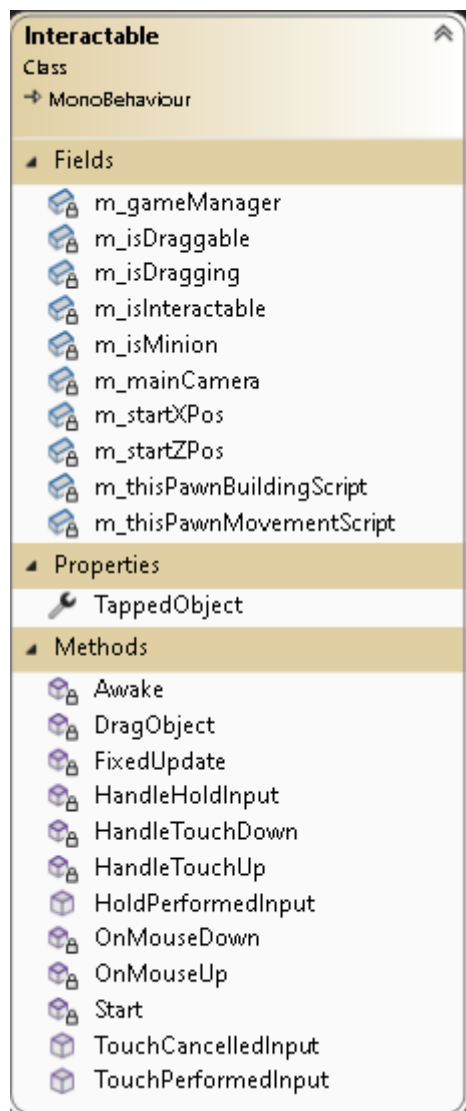 Interactable
Class
MonoBehaviour
Fields
m_gameManager
m_isDraggable
m_isDragging
m_isInteractable
m_isMinion
m_mainCamera
m_startXPos
m_startZPos
m_thisPawnBuildingScript
m_thisPawnMovementScript
Properties
TappedObject
Methods
Awake
DragObject
FixedUpdate
HandleHoldInput
HandleTouchDown
HandleTouchUp
HoldPerformedInput
OnMouseDown
OnMouseUp
Start
TouchCancelledInput
TouchPerformedInput